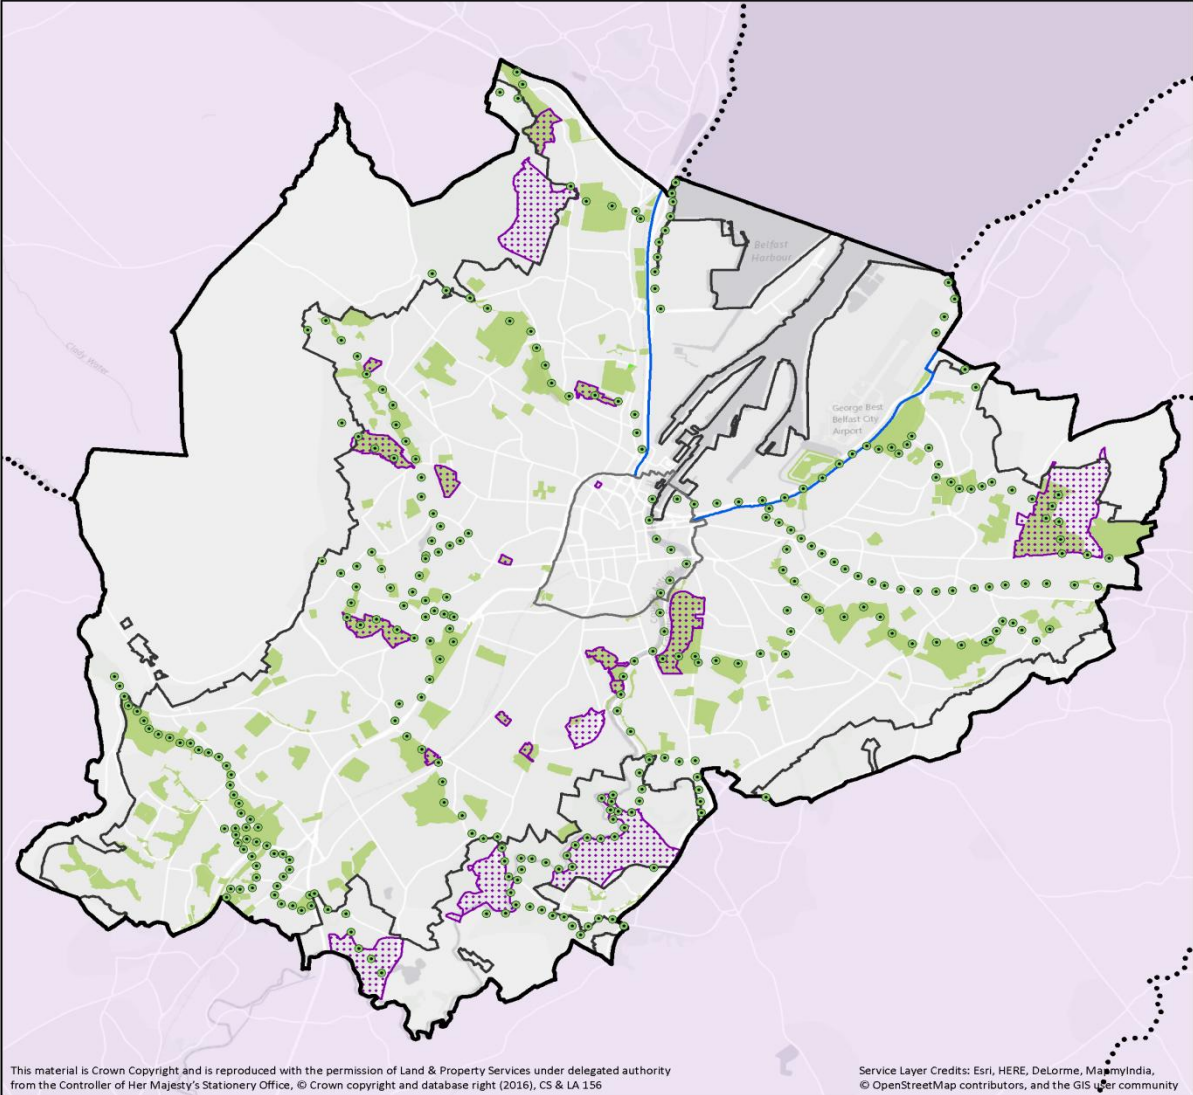 Belfast
Harbour
George Best
Belfast City
Airport
This material is Crown Copyright and is reproduced with the permission of Land & Property Services under delegated authority
from the Controller of Her Majesty's Stationery Office, © Crown copyright and database right (2016), CS & LA 156
Service Layer Credits: Esri, HERE, DeLorme, MapmyIndia,
© OpenStreetMap contributors, and the GIS user community